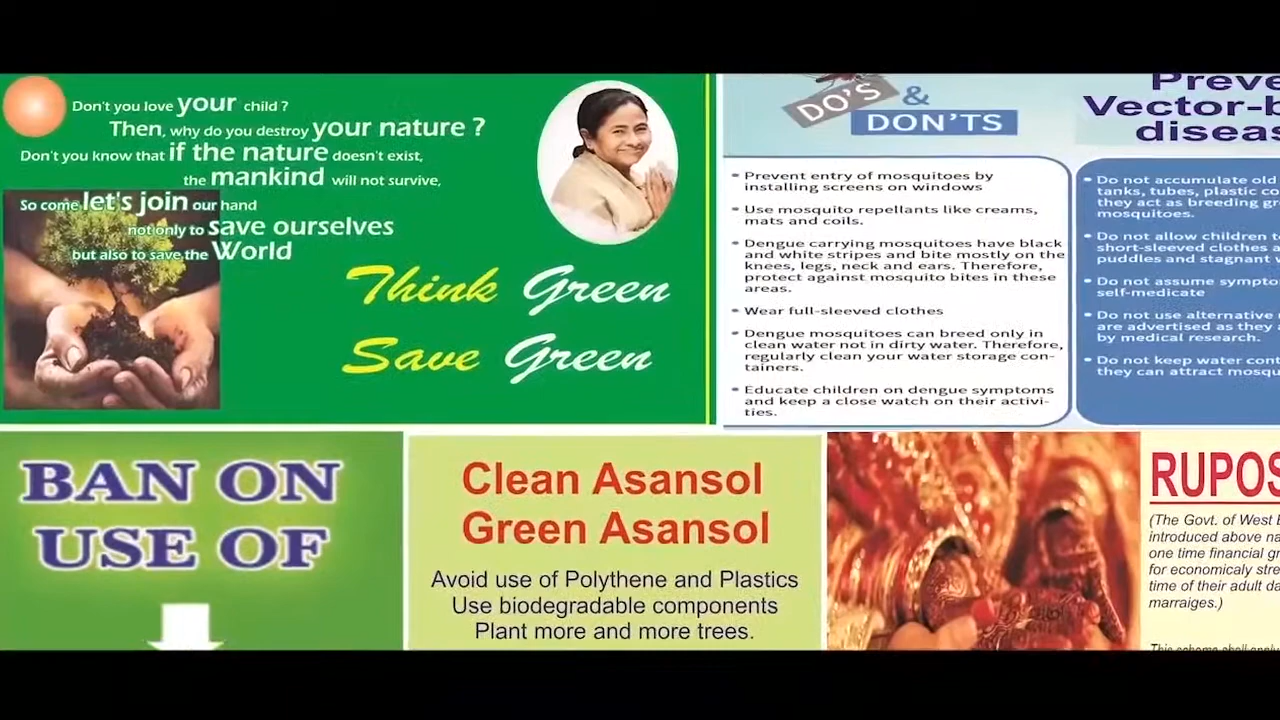 Don't you love your child ?
Then, why do you destroy your nature ?
Don't you know that if the nature doesn't exist,
the mankind will not survive,
So come let's join our hand
not only to save ourselves
but also to save the World
Think Green
Save Green
DO'S & DON'TS
Prevent entry of mosquitoes by
installing screens on windows
Use mosquito repellants like creams,
mats and coils.
Dengue carrying mosquitoes have black
and white stripes and bite mostly on the
knees, legs, neck and ears. Therefore,
protect against mosquito bites in these
areas.
Wear full-sleeved clothes
Dengue mosquitoes can breed only in
clean water not in dirty water. Therefore,
regularly clean your water storage con-
tainers.
Educate children on dengue symptoms
and keep a close watch on their activi-
ties.
Preve
Vector-b
diseas
Do not accumulate old
tanks, tubes, plastic co
they act as breeding gr
mosquitoes.
Do not allow children t
short-sleeved clothes a
puddles and stagnant w
Do not assume sympto
self-medicate
Do not use alternative
are advertised as they
by medical research.
Do not keep water cont
they can attract mosqu
BAN ON
USE OF
Clean Asansol
Green Asansol
Avoid use of Polythene and Plastics
Use biodegradable components
Plant more and more trees.
RUPOS
(The Govt. of West
introduced above na
one time financial gr
for economicaly stre
time of their adult da
marraiges.)